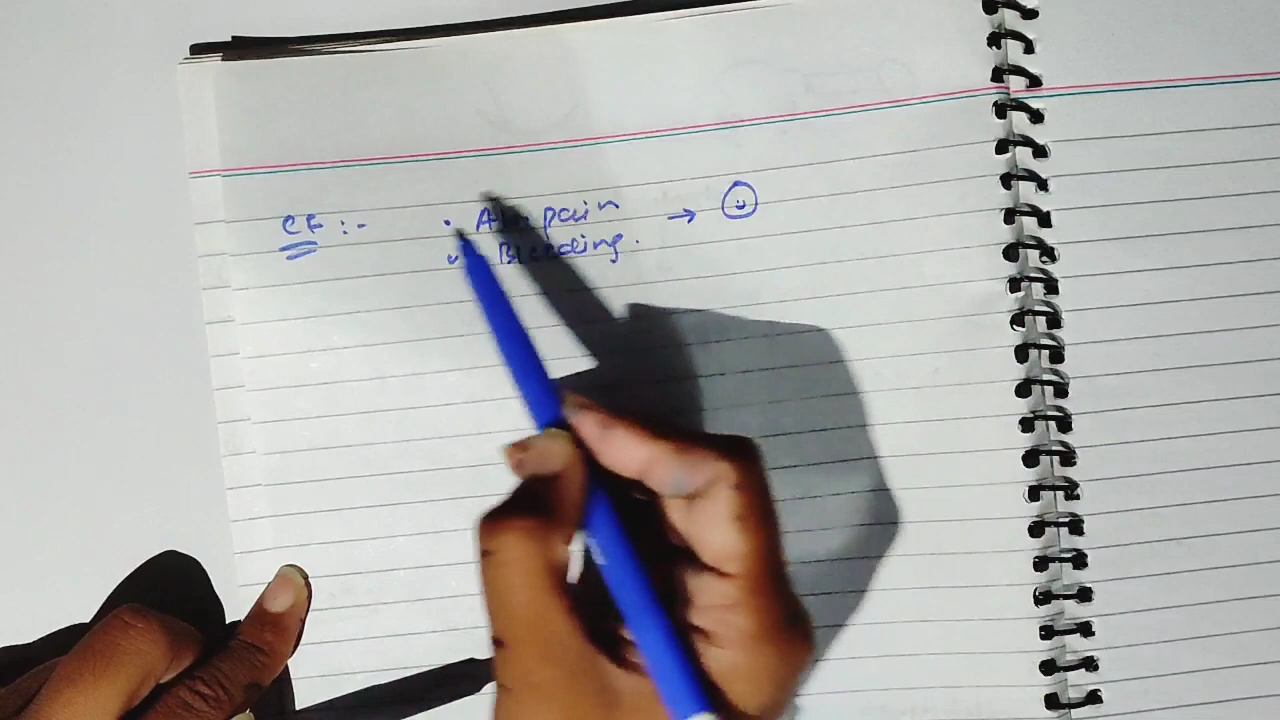 CF :- • Abd. pain →
✓ • Bleeding.